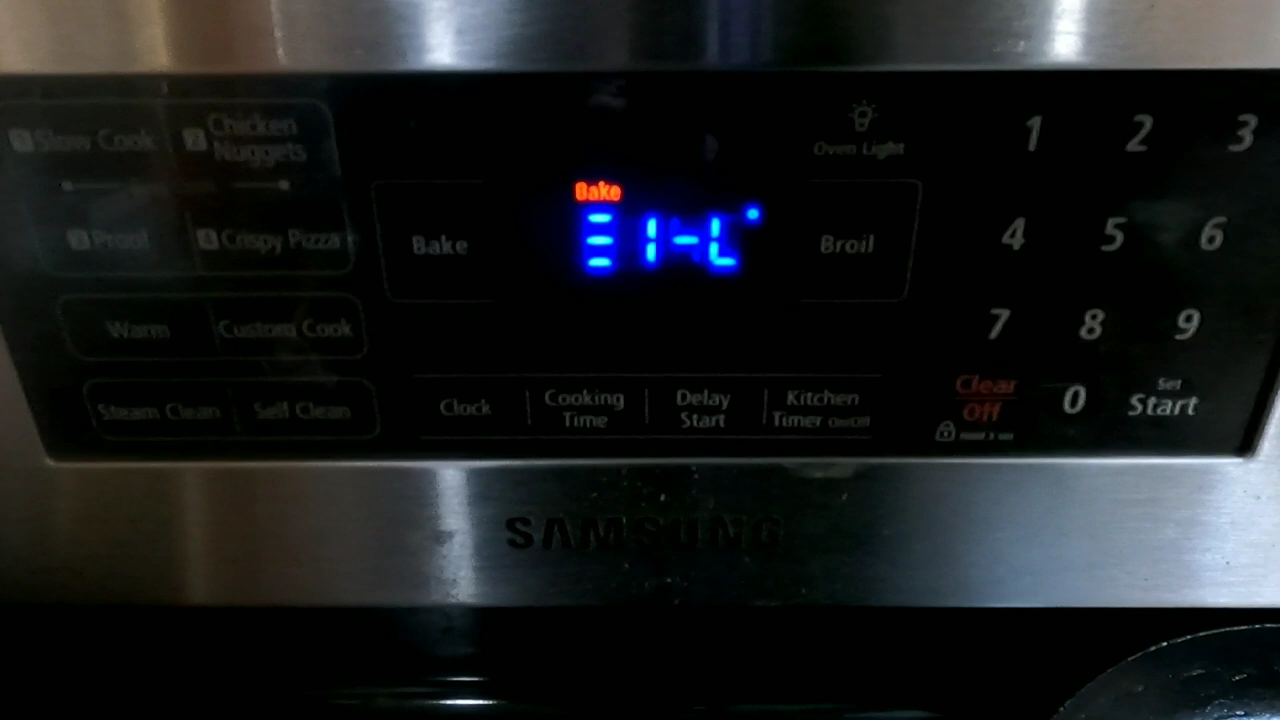 Slow Cook
Chicken
Nuggets
Proof
Crispy Pizza
Warm
Custom Cook
Steam Clean
Self Clean
Bake
Bake
Broil
Oven Light
Clock
Cooking
Time
Delay
Start
Kitchen
Timer On/Off
1 2 3
4 5 6
7 8 9
Clear
Off
0
Set
Start
SAMSUNG